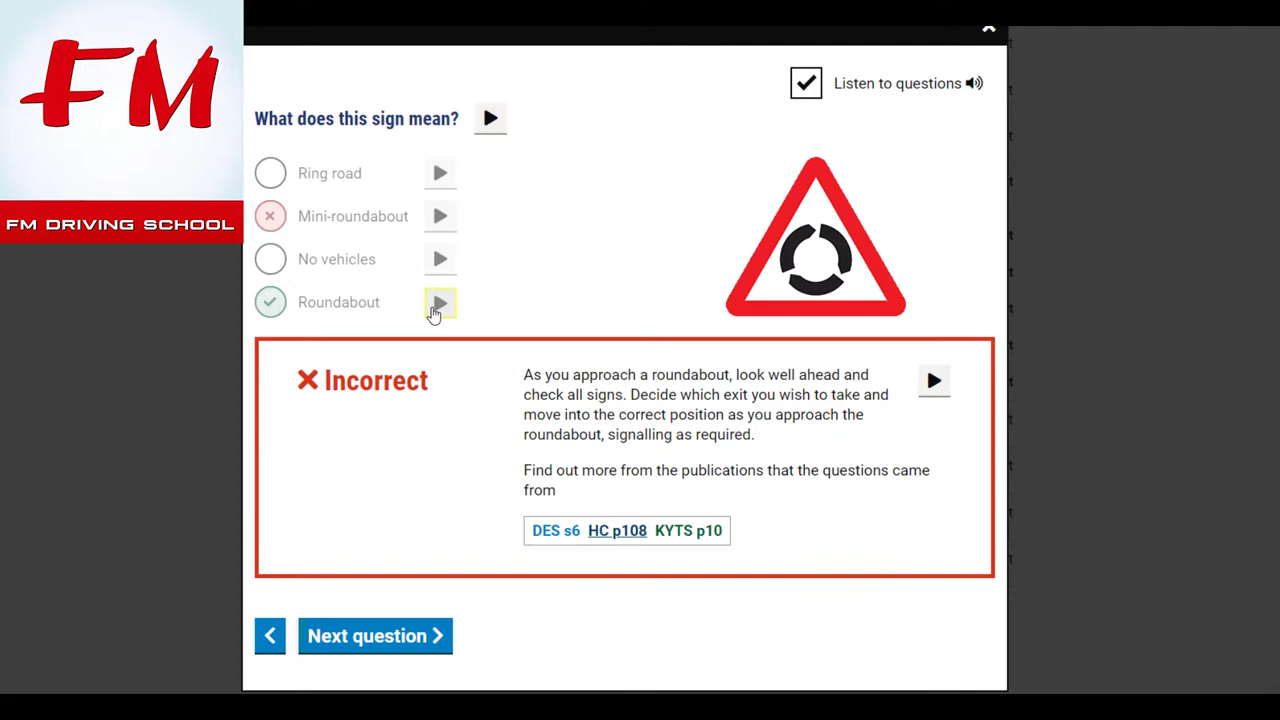 FM
FM DRIVING SCHOOL
Listen to questions
What does this sign mean?
Ring road
Mini-roundabout
No vehicles
Roundabout
Incorrect
As you approach a roundabout, look well ahead and
check all signs. Decide which exit you wish to take and
move into the correct position as you approach the
roundabout, signalling as required.
Find out more from the publications that the questions came
from
DES s6 HC p108 KYTS p10
Next question